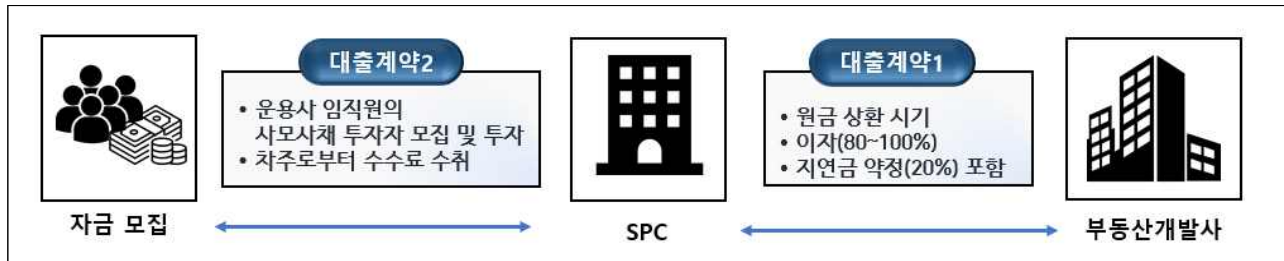 대출계약2
• 운용사 임직원의
사모사채 투자자 모집 및 투자
• 차주로부터 수수료 수취
대출계약1
• 원금 상환 시기
• 이자(80~100%)
• 지연금 약정(20%) 포함
자금 모집
SPC
부동산개발사